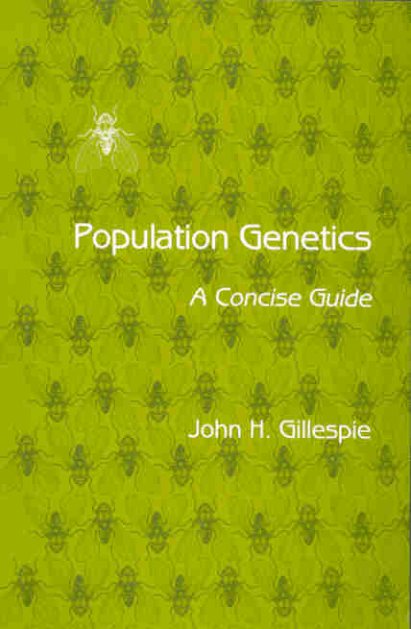 Population Genetics
A Concise Guide
John H. Gillespie